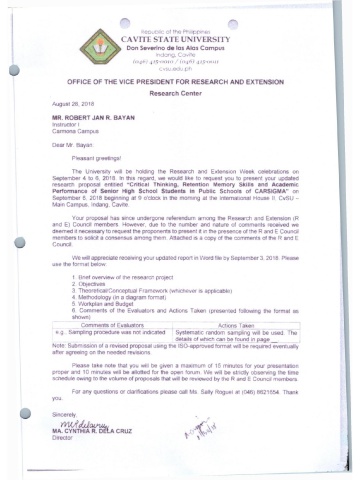 Republic of the Philippines
CAVITE STATE UNIVERSITY
Don Severino de las Alas Campus
Indang, Cavite
cvsu.edu.ph
OFFICE OF THE VICE PRESIDENT FOR RESEARCH AND EXTENSION
Research Center
August 28, 2018
MR. ROBERT JAN R. BAYAN
Instructor I
Carmona Campus
Dear Mr. Bayan:
Pleasant greetings!
The University will be holding the Research and Extension Week celebrations on
September 4 to 6, 2018. In this regard, we would like to request you to present your updated
research proposal entitled "Critical Thinking, Retention Memory Skills and Academic
Performance of Senior High School Students in Public Schools of CARSIGMA" on
September 6, 2018 beginning at 9 o'clock in the morning at the International House II, CvSU –
Main Campus, Indang, Cavite.
Your proposal has since undergone refereeing among the Research and Extension (R
and E) Council members. However, due to the number and nature of comments received we
deemed it necessary to request the proponents to present it in the presence of the R and E Council
members to solicit a consensus among them. Attached is a copy of the comments of the R and E
Council.
We will appreciate receiving your updated report in Word file by September 3, 2018. Please
use the format below:
1. Brief overview of the research project
2. Objectives
3. Theoretical/Conceptual Framework (whichever is applicable)
4. Methodology (in a diagram format)
5. Workplan and Budget
6. Comments of the Evaluators and Actions Taken (presented following the format as
shown)
Comments of Evaluators Actions Taken
e.g., Sampling procedure was not indicated Systematic random sampling will be used. The
details of which can be found in page __
Note: Submission of a revised proposal using the ISO-approved format will be required eventually
after agreeing on the needed revisions.
Please take note that you will be given a maximum of 15 minutes for your presentation
proper and 10 minutes will be allotted for the open forum. We will be strictly observing the time
schedule owing to the volume of proposals that will be reviewed by the R and E Council members.
For any questions or clarifications please call Ms. Sally Roguel at (046) 8621654. Thank
you.
Sincerely,
MA. CYNTHIA R. DELA CRUZ
Director